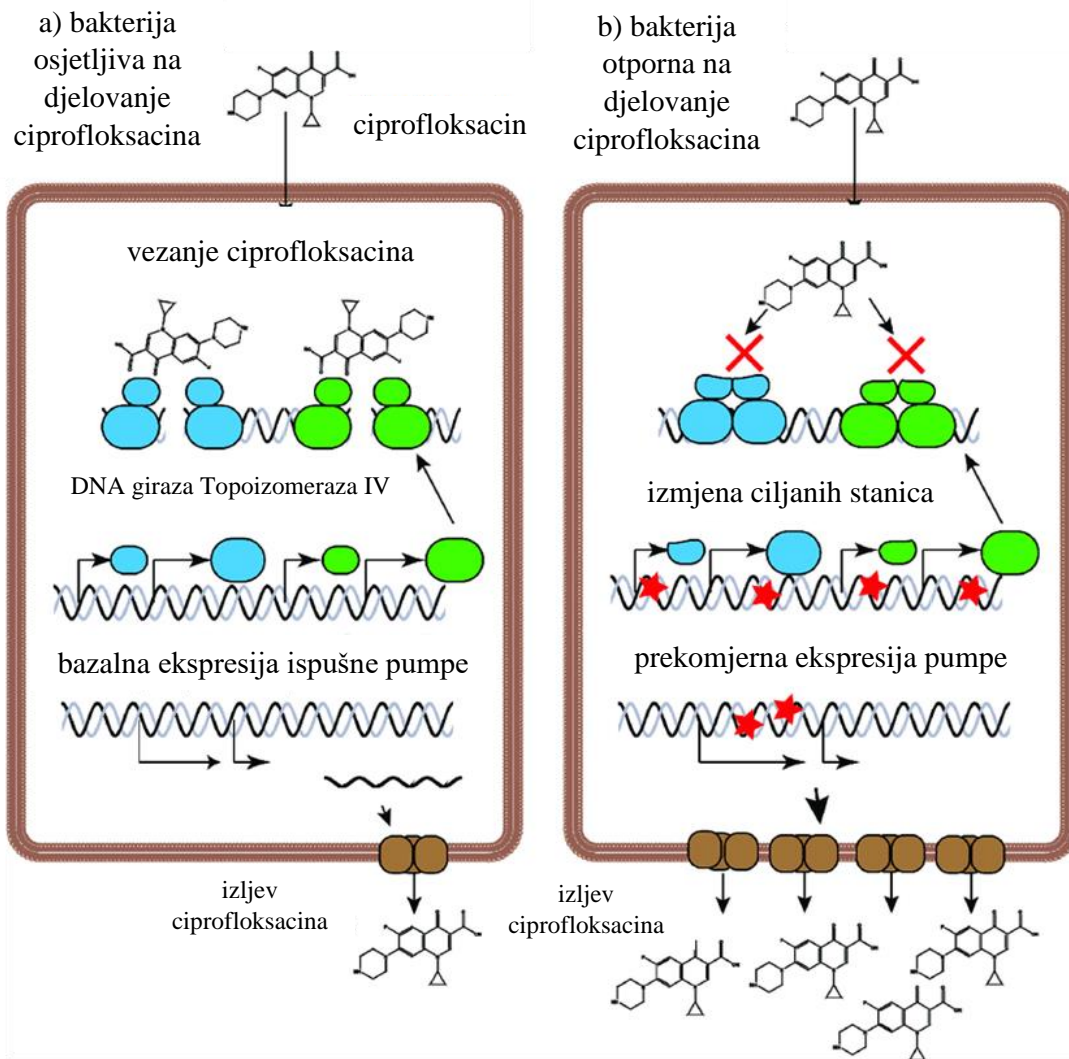 a) bakterija
osjetljiva na
djelovanje
ciprofloksacina
ciprofloksacin
vezanje ciprofloksacina
DNA giraza Topoizomeraza IV
bazalna ekspresija ispušne pumpe
izljev
ciprofloksacina
b) bakterija
otporna na
djelovanje
ciprofloksacina
izmjena ciljanih stanica
prekomjerna ekspresija pumpe
izljev
ciprofloksacina